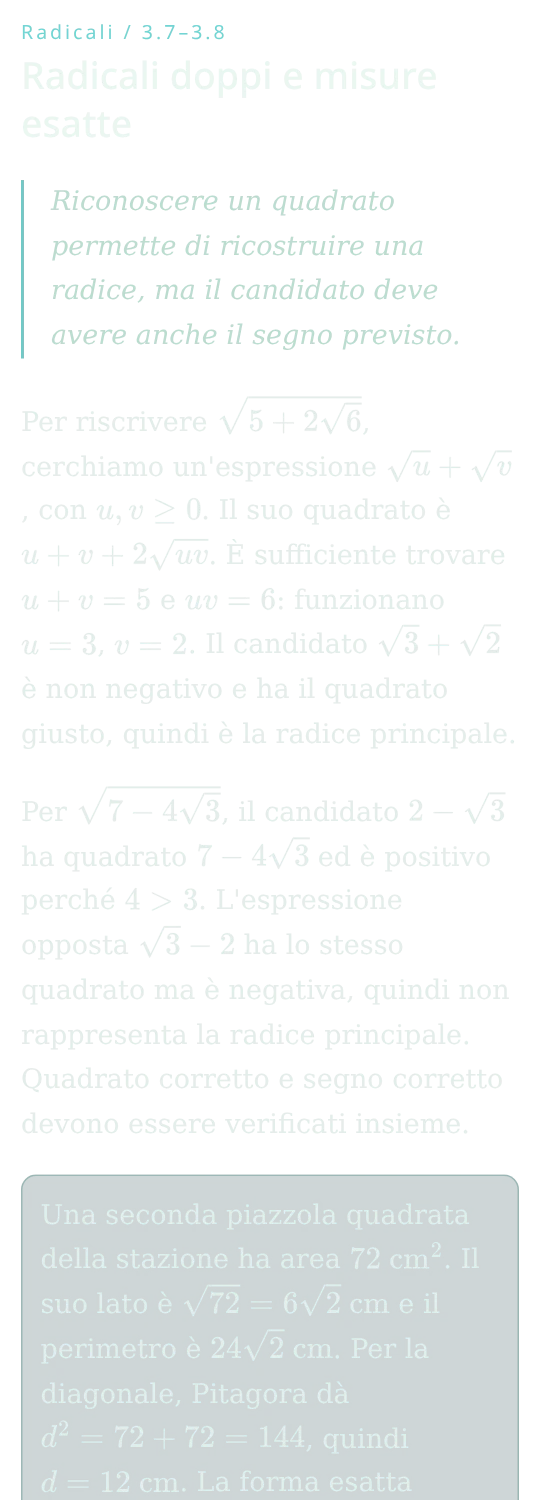 Radicali / 3.7–3.8
Radicali doppi e misure
esatte
Riconoscere un quadrato
permette di ricostruire una
radice, ma il candidato deve
avere anche il segno previsto.
Per riscrivere √(5 + 2√6),
cerchiamo un'espressione √u + √v
, con u, v ≥ 0. Il suo quadrato è
u + v + 2√(uv). È sufficiente trovare
u + v = 5 e uv = 6: funzionano
u = 3, v = 2. Il candidato √3 + √2
è non negativo e ha il quadrato
giusto, quindi è la radice principale.
Per √(7 − 4√3), il candidato 2 − √3
ha quadrato 7 − 4√3 ed è positivo
perché 4 > 3. L'espressione
opposta √3 − 2 ha lo stesso
quadrato ma è negativa, quindi non
rappresenta la radice principale.
Quadrato corretto e segno corretto
devono essere verificati insieme.
Una seconda piazzola quadrata
della stazione ha area 72 cm². Il
suo lato è √72 = 6√2 cm e il
perimetro è 24√2 cm. Per la
diagonale, Pitagora dà
d² = 72 + 72 = 144, quindi
d = 12 cm. La forma esatta